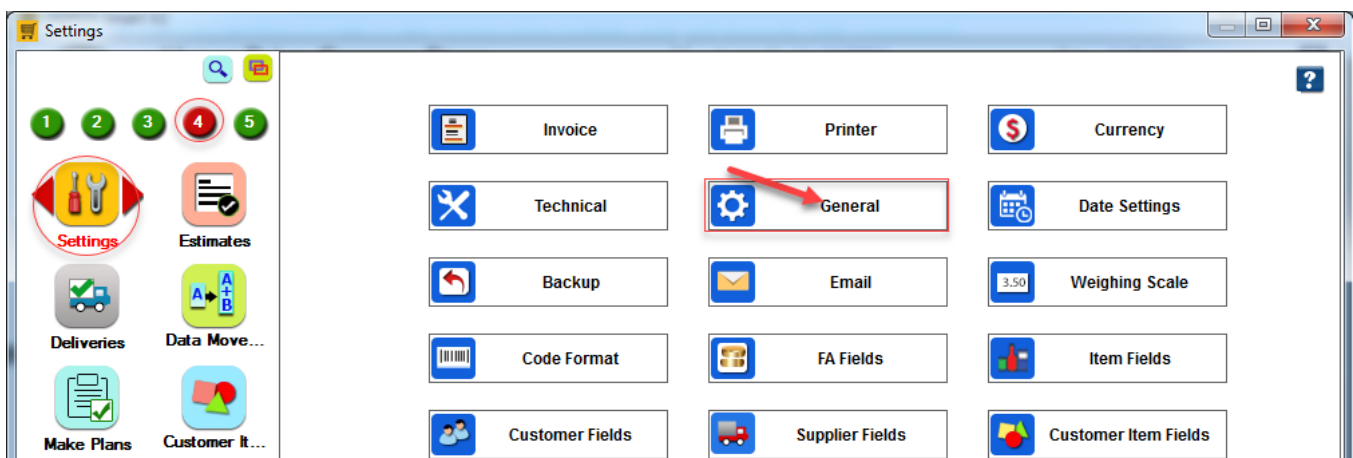 Settings
1 2 3 4 5
Settings Estimates
Deliveries Data Move...
Make Plans Customer It...
?
Invoice Printer $ Currency
Technical General Date Settings
Backup Email 3.50 Weighing Scale
Code Format FA Fields Item Fields
Customer Fields Supplier Fields Customer Item Fields
A A+B